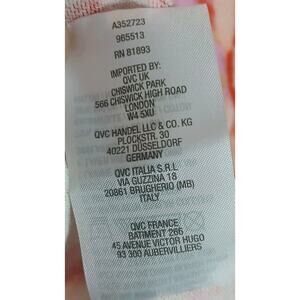 A352723
965513
RN 81893
IMPORTED BY:
QVC UK
CHISWICK PARK
566 CHISWICK HIGH ROAD
LONDON
W4 5XU
QVC HANDEL LLC & CO. KG
PLOCKSTR. 30
40221 DÜSSELDORF
GERMANY
QVC ITALIA S.R.L
VIA GUZZINA 18
20861 BRUGHERIO (MB)
ITALY
QVC FRANCE
BATIMENT 266
45 AVENUE VICTOR HUGO
93 300 AUBERVILLIERS